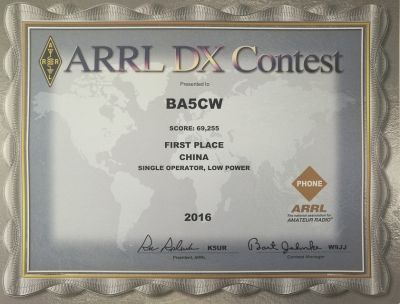 ARRL DX Contest
Presented to
BA5CW
SCORE: 69,255
FIRST PLACE
CHINA
SINGLE OPERATOR, LOW POWER
PHONE
ARRL
The national association for
AMATEUR RADIO
2016
K5UR
W9JJ
President, ARRL
Contest Manager